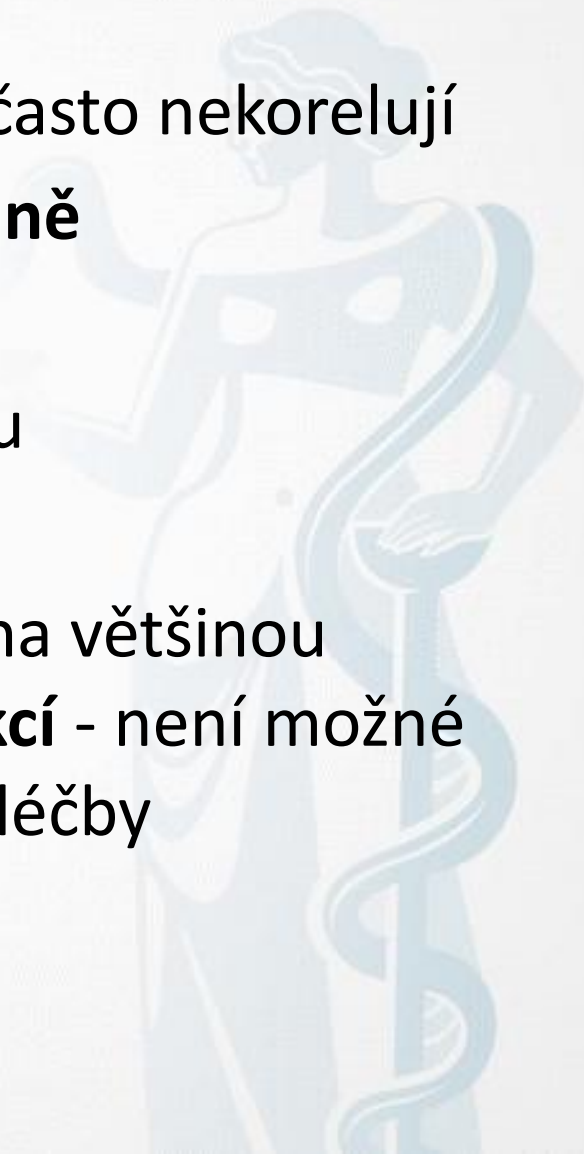 často nekorelují
ně
u
na většinou
kcí - není možné
léčby